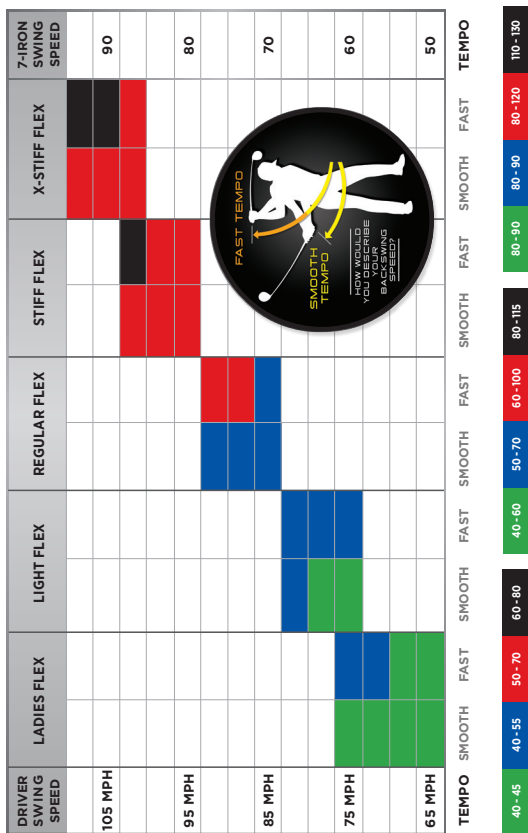 DRIVER
SWING
SPEED
LADIES FLEX
LIGHT FLEX
REGULAR FLEX
STIFF FLEX
X-STIFF FLEX
7-IRON
SWING
SPEED
105 MPH
90
95 MPH
80
85 MPH
70
75 MPH
60
65 MPH
50
FAST TEMPO
SMOOTH
TEMPO
HOW WOULD
YOU DESCRIBE
YOUR
BACKSWING
SPEED?
TEMPO SMOOTH FAST SMOOTH FAST SMOOTH FAST SMOOTH FAST SMOOTH FAST TEMPO
40 - 45 40 - 55 50 - 70 60 - 80 40 - 60 50 - 70 60 - 100 80 - 115 80 - 90 80 - 90 80 - 120 110 - 130